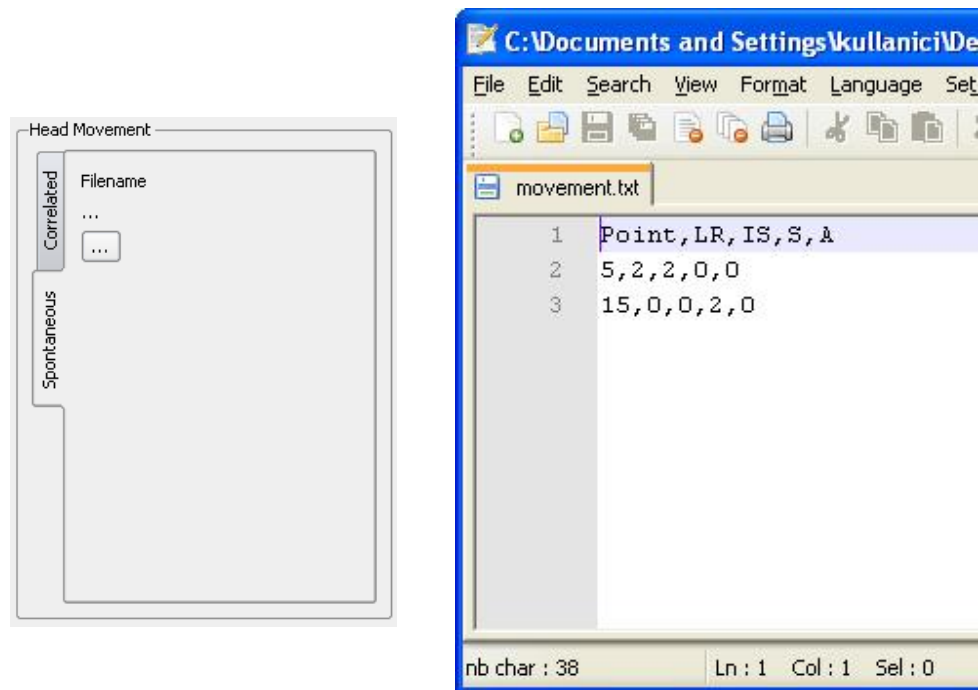 Head Movement
Correlated
Spontaneous
Filename
...
...
C:\Documents and Settings\kullanici\De
File Edit Search View Format Language Set
movement.txt
1 Point,LR,IS,S,A
2 5,2,2,0,0
3 15,0,0,2,0
nb char : 38 Ln : 1 Col : 1 Sel : 0